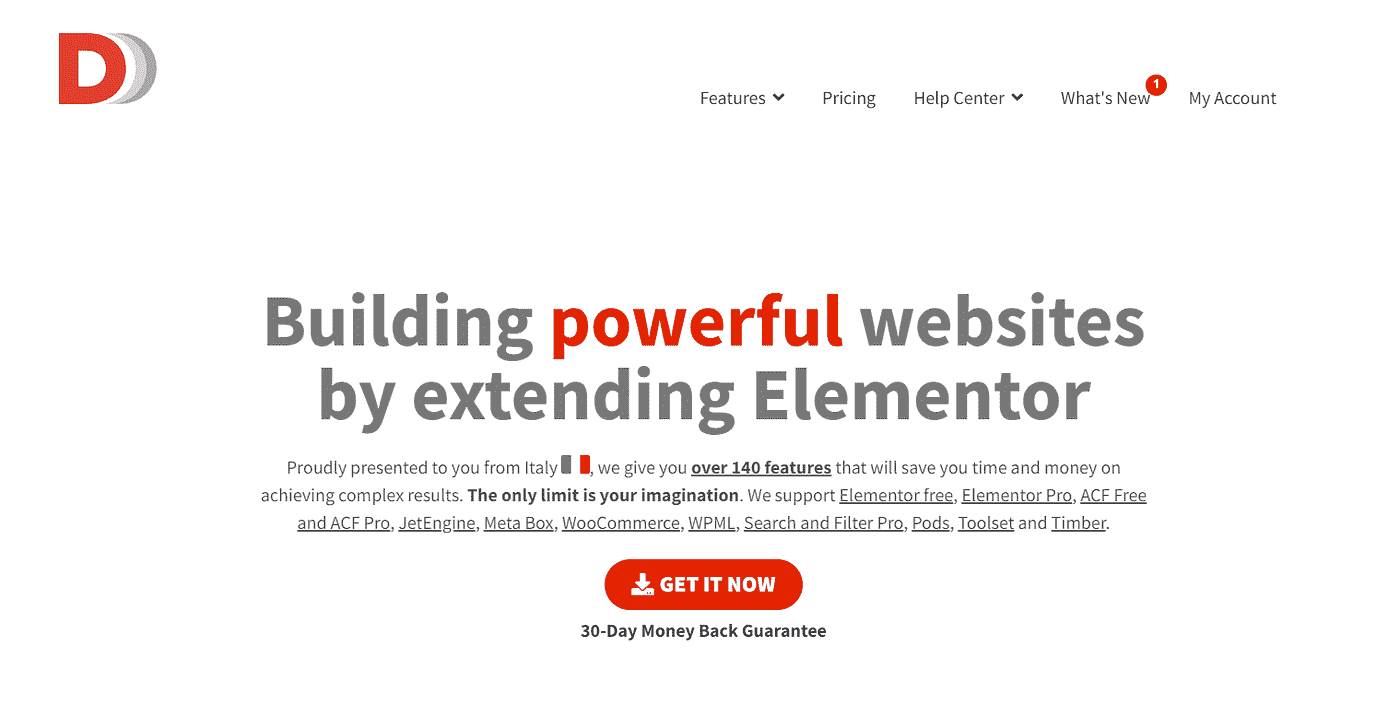 D
Features
Pricing
Help Center
What's New
1
My Account
Building powerful websites
by extending Elementor
Proudly presented to you from Italy , we give you over 140 features that will save you time and money on
achieving complex results. The only limit is your imagination. We support Elementor free, Elementor Pro, ACF Free
and ACF Pro, JetEngine, Meta Box, WooCommerce, WPML, Search and Filter Pro, Pods, Toolset and Timber.
GET IT NOW
30-Day Money Back Guarantee